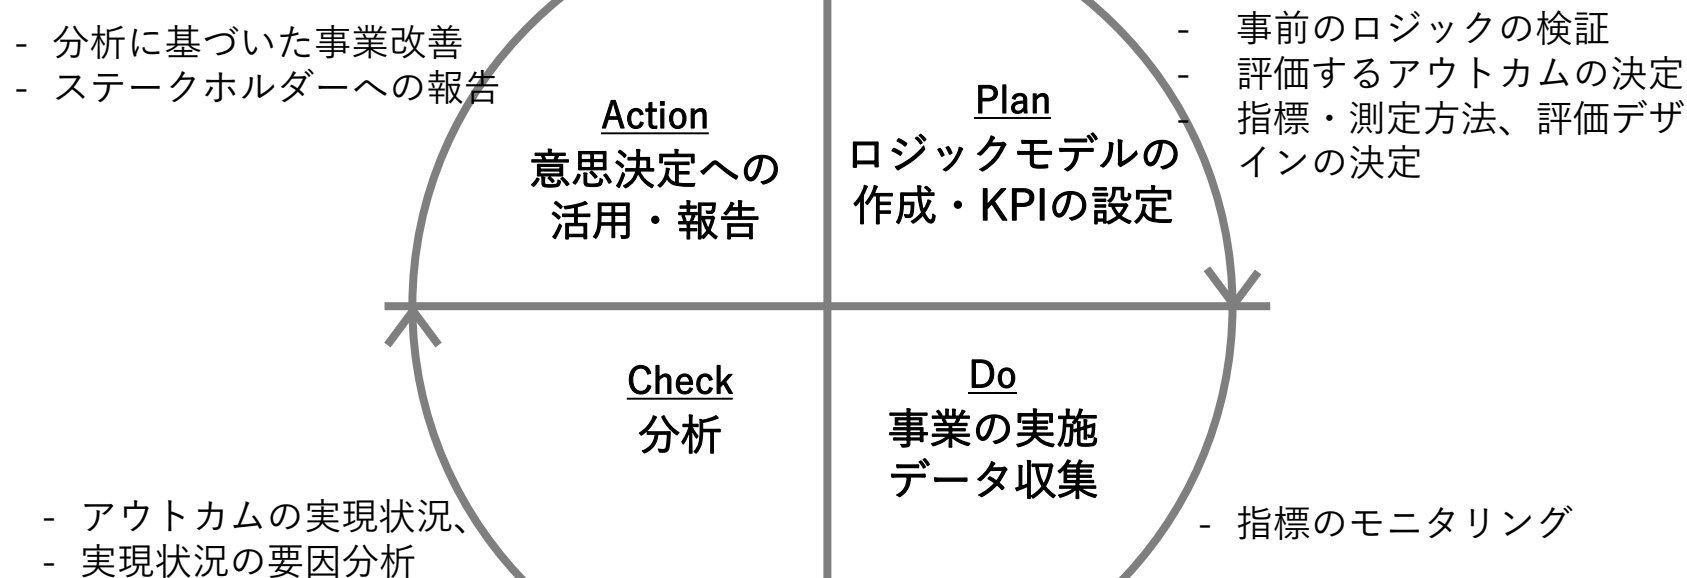 - 分析に基づいた事業改善
- ステークホルダーへの報告
Action
意思決定への
活用・報告
Plan
ロジックモデルの
作成・KPIの設定
- 事前のロジックの検証
- 評価するアウトカムの決定
- 指標・測定方法、評価デザ
インの決定
Check
分析
Do
事業の実施
データ収集
- アウトカムの実現状況、
- 実現状況の要因分析
- 指標のモニタリング